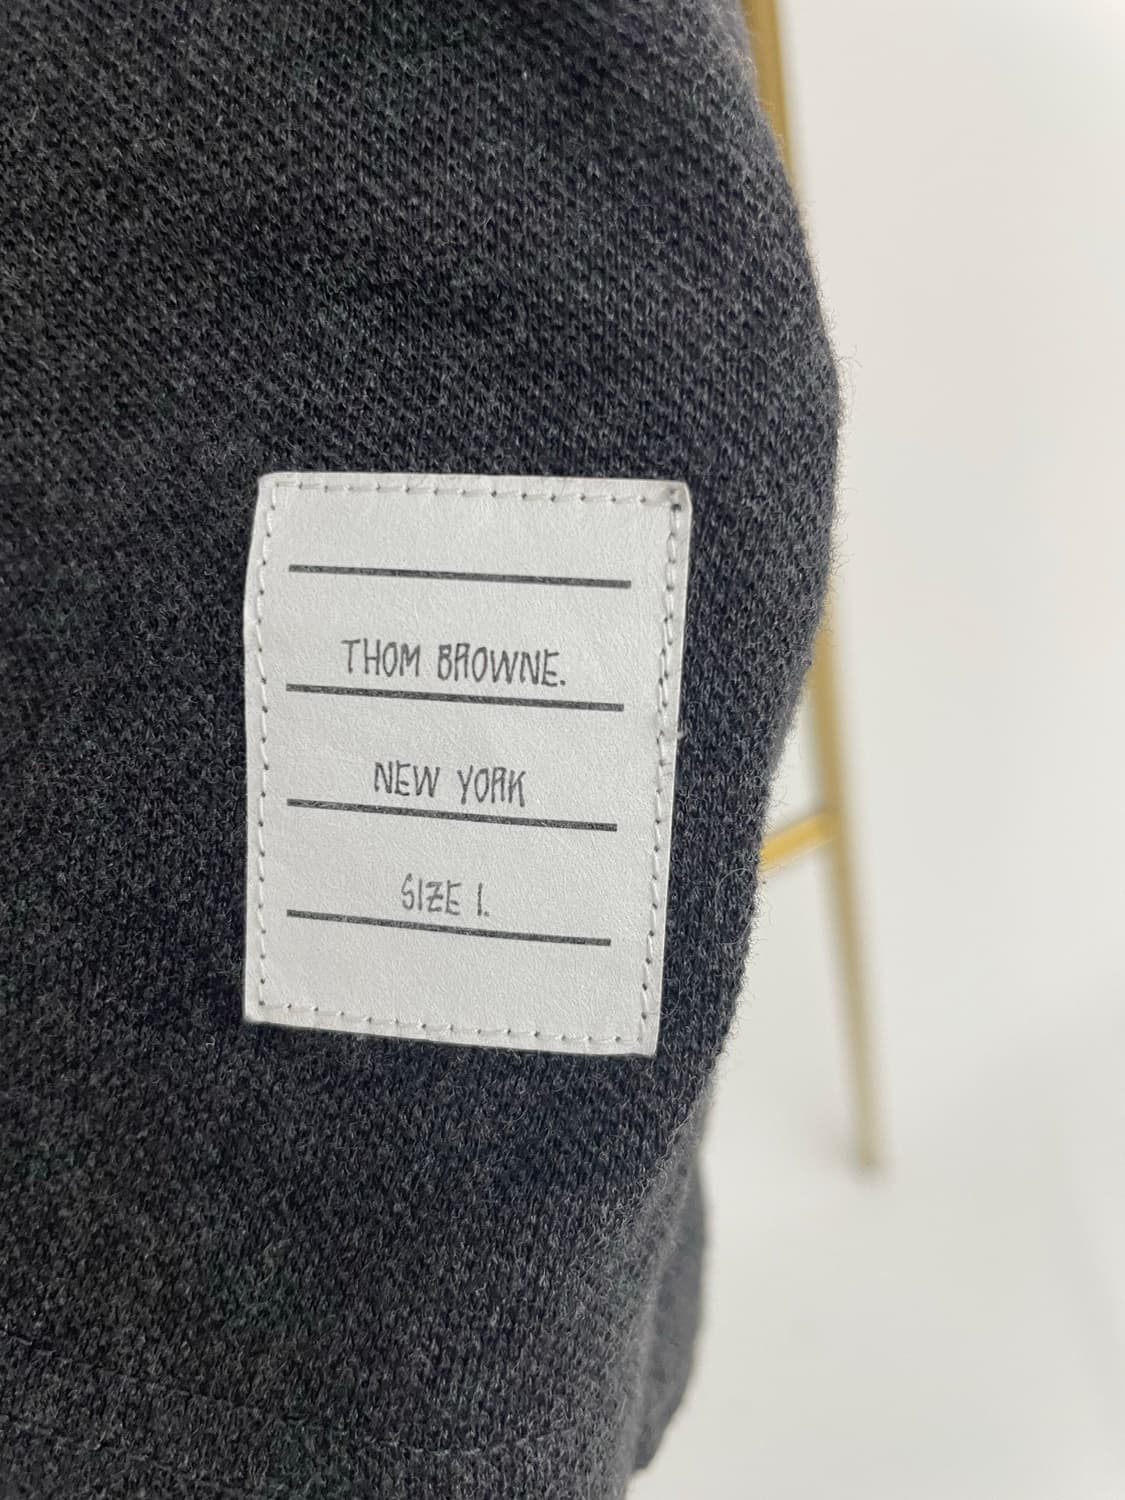 THOM BROWNE.
NEW YORK
SIZE 1.